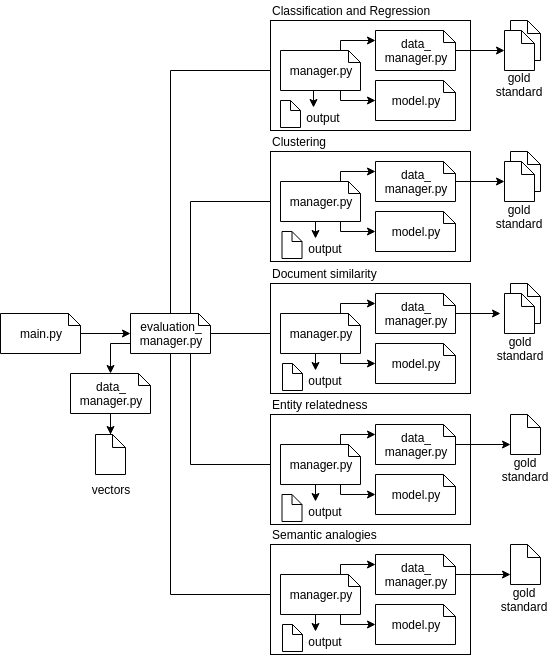 Classification and Regression
manager.py
data_
manager.py
model.py
output
gold
standard
Clustering
manager.py
data_
manager.py
model.py
output
gold
standard
Document similarity
manager.py
data_
manager.py
model.py
output
gold
standard
main.py
evaluation_
manager.py
data_
manager.py
vectors
Entity relatedness
manager.py
data_
manager.py
model.py
output
gold
standard
Semantic analogies
manager.py
data_
manager.py
model.py
output
gold
standard